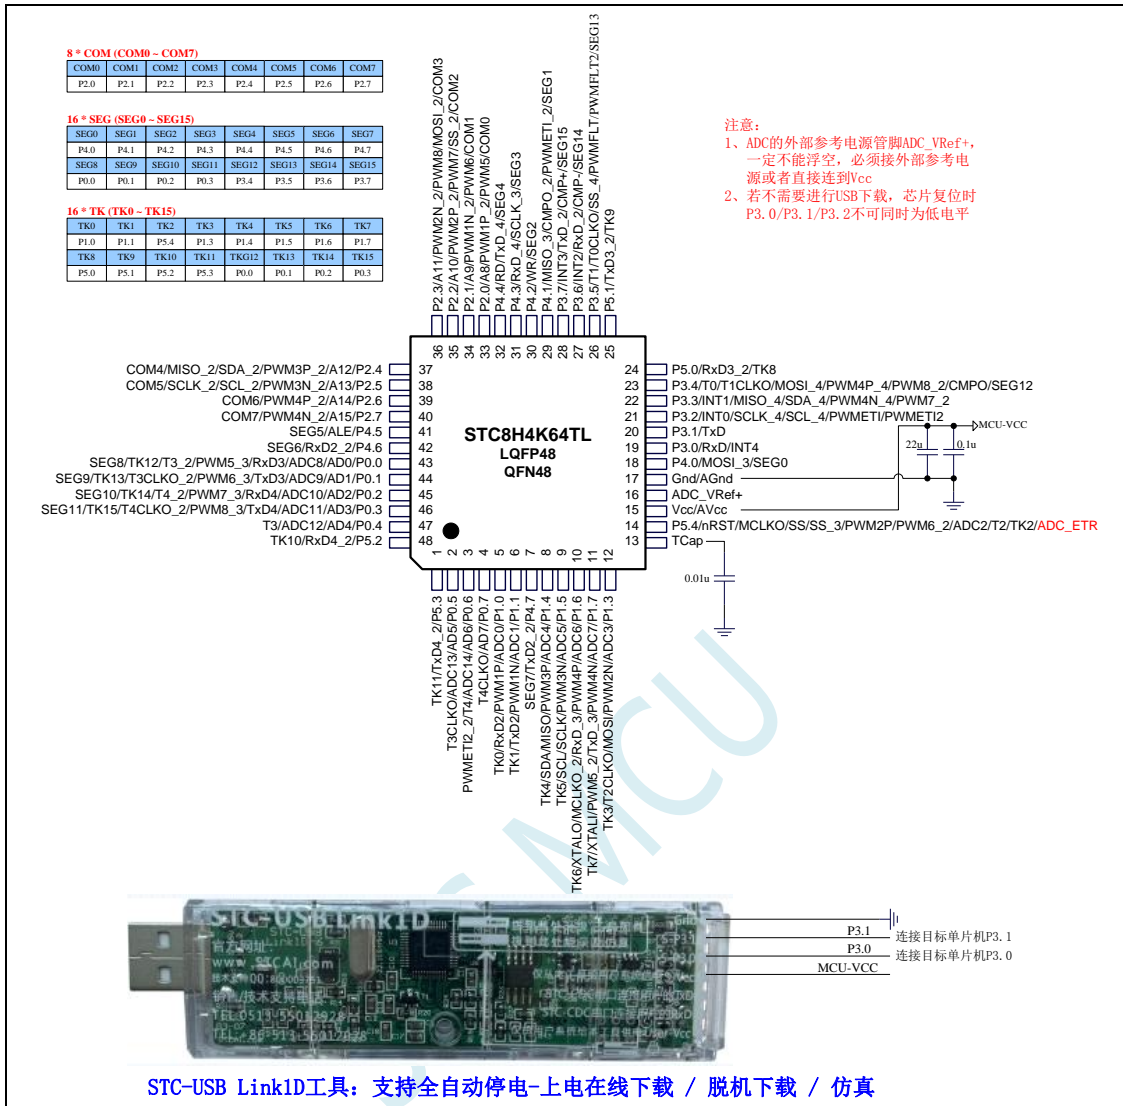 8 * COM (COM0 ~ COM7)
COM0 COM1 COM2 COM3 COM4 COM5 COM6 COM7
P2.0 P2.1 P2.2 P2.3 P2.4 P2.5 P2.6 P2.7
16 * SEG (SEG0 ~ SEG15)
SEG0 SEG1 SEG2 SEG3 SEG4 SEG5 SEG6 SEG7
P4.0 P4.1 P4.2 P4.3 P4.4 P4.5 P4.6 P4.7
SEG8 SEG9 SEG10 SEG11 SEG12 SEG13 SEG14 SEG15
P0.0 P0.1 P0.2 P0.3 P3.4 P3.5 P3.6 P3.7
16 * TK (TK0 ~ TK15)
TK0 TK1 TK2 TK3 TK4 TK5 TK6 TK7
P1.0 P1.1 P5.4 P1.3 P1.4 P1.5 P1.6 P1.7
TK8 TK9 TK10 TK11 TKG12 TK13 TK14 TK15
P5.0 P5.1 P5.2 P5.3 P0.0 P0.1 P0.2 P0.3
注意：
1、ADC的外部参考电源管脚ADC_VRef+，
一定不能浮空，必须接外部参考电
源或者直接连到Vcc
2、若不需要进行USB下载，芯片复位时
P3.0/P3.1/P3.2不可同时为低电平
P2.3/A11/PWM2N_2/PWM8/MOSI_2/COM3
P2.2/A10/PWM2P_2/PWM7/SS_2/COM2
P2.1/A9/PWM1N_2/PWM6/COM1
P2.0/A8/PWM1P_2/PWM5/COM0
P4.4/RD/TxD_4/SEG4
P4.3/RxD_4/SCLK_3/SEG3
P4.2/WR/SEG2
P4.1/MISO_3/CMPO_2/PWMETI_2/SEG1
P3.7/INT3/TxD_2/CMP+/SEG15
P3.6/INT2/RxD_2/CMP-/SEG14
P3.5/T1/T0CLKO/SS_4/PWMFLT/PWMFLT2/SEG13
P5.1/TxD3_2/TK9
36 35 34 33 32 31 30 29 28 27 26 25
COM4/MISO_2/SDA_2/PWM3P_2/A12/P2.4 37
COM5/SCLK_2/SCL_2/PWM3N_2/A13/P2.5 38
COM6/PWM4P_2/A14/P2.6 39
COM7/PWM4N_2/A15/P2.7 40
SEG5/ALE/P4.5 41
SEG6/RxD2_2/P4.6 42
SEG8/TK12/T3_2/PWM5_3/RxD3/ADC8/AD0/P0.0 43
SEG9/TK13/T3CLKO_2/PWM6_3/TxD3/ADC9/AD1/P0.1 44
SEG10/TK14/T4_2/PWM7_3/RxD4/ADC10/AD2/P0.2 45
SEG11/TK15/T4CLKO_2/PWM8_3/TxD4/ADC11/AD3/P0.3 46
T3/ADC12/AD4/P0.4 47
TK10/RxD4_2/P5.2 48
STC8H4K64TL
LQFP48
QFN48
24 P5.0/RxD3_2/TK8
23 P3.4/T0/T1CLKO/MOSI_4/PWM4P_4/PWM8_2/CMPO/SEG12
22 P3.3/INT1/MISO_4/SDA_4/PWM4N_4/PWM7_2
21 P3.2/INT0/SCLK_4/SCL_4/PWMETI/PWMETI2
20 P3.1/TxD
19 P3.0/RxD/INT4
18 P4.0/MOSI_3/SEG0
17 Gnd/AGnd
16 ADC_VRef+
15 Vcc/AVcc
14 P5.4/nRST/MCLKO/SS/SS_3/PWM2P/PWM6_2/ADC2/T2/TK2/ADC_ETR
13 TCap
MCU-VCC
22u 0.1u
0.01u
1 2 3 4 5 6 7 8 9 10 11 12
TK11/TxD4_2/P5.3
T3CLKO/ADC13/AD5/P0.5
PWMETI2_2/T4/ADC14/AD6/P0.6
T4CLKO/AD7/P0.7
TK0/RxD2/PWM1P/ADC0/P1.0
TK1/TxD2/PWM1N/ADC1/P1.1
SEG7/TxD2_2/P4.7
TK4/SDA/MISO/PWM3P/ADC4/P1.4
TK5/SCL/SCLK/PWM3N/ADC5/P1.5
TK6/XTALO/MCLKO_2/RxD_3/PWM4P/ADC6/P1.6
TK7/XTALI/PWM5_2/TxD_3/PWM4N/ADC7/P1.7
TK3/T2CLKO/MOSI/PWM2N/ADC3/P1.3
MCU
STC-USB Link1D
官方网址:
www.STCAI.com
销售/技术支持电话
Gnd
P3.1 连接目标单片机P3.1
P3.0 连接目标单片机P3.0
MCU-VCC
STC-USB Link1D工具：支持全自动停电-上电在线下载 / 脱机下载 / 仿真